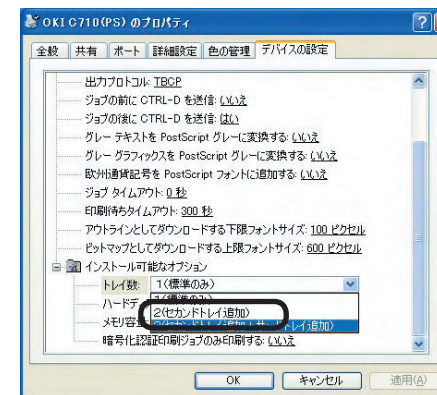 OKI C710(PS) のプロパティ
全般 共有 ポート 詳細設定 色の管理 デバイスの設定
出力プロトコル: TBCP
ジョブの前に CTRL-D を送信: いいえ
ジョブの後に CTRL-D を送信: はい
グレー テキストを PostScript グレーに変換する: いいえ
グレー グラフィックスを PostScript グレーに変換する: いいえ
欧州通貨記号を PostScript フォントに追加する: いいえ
ジョブ タイムアウト: 0 秒
印刷待ちタイムアウト: 300 秒
アウトラインとしてダウンロードする下限フォントサイズ: 100 ピクセル
ビットマップとしてダウンロードする上限フォントサイズ: 600 ピクセル
インストール可能なオプション
トレイ数: 1(標準のみ)
ハードデ
2(セカンドトレイ追加)
メモリ容量
暗号化認証印刷ジョブのみ印刷する: いいえ
OK キャンセル 適用(A)